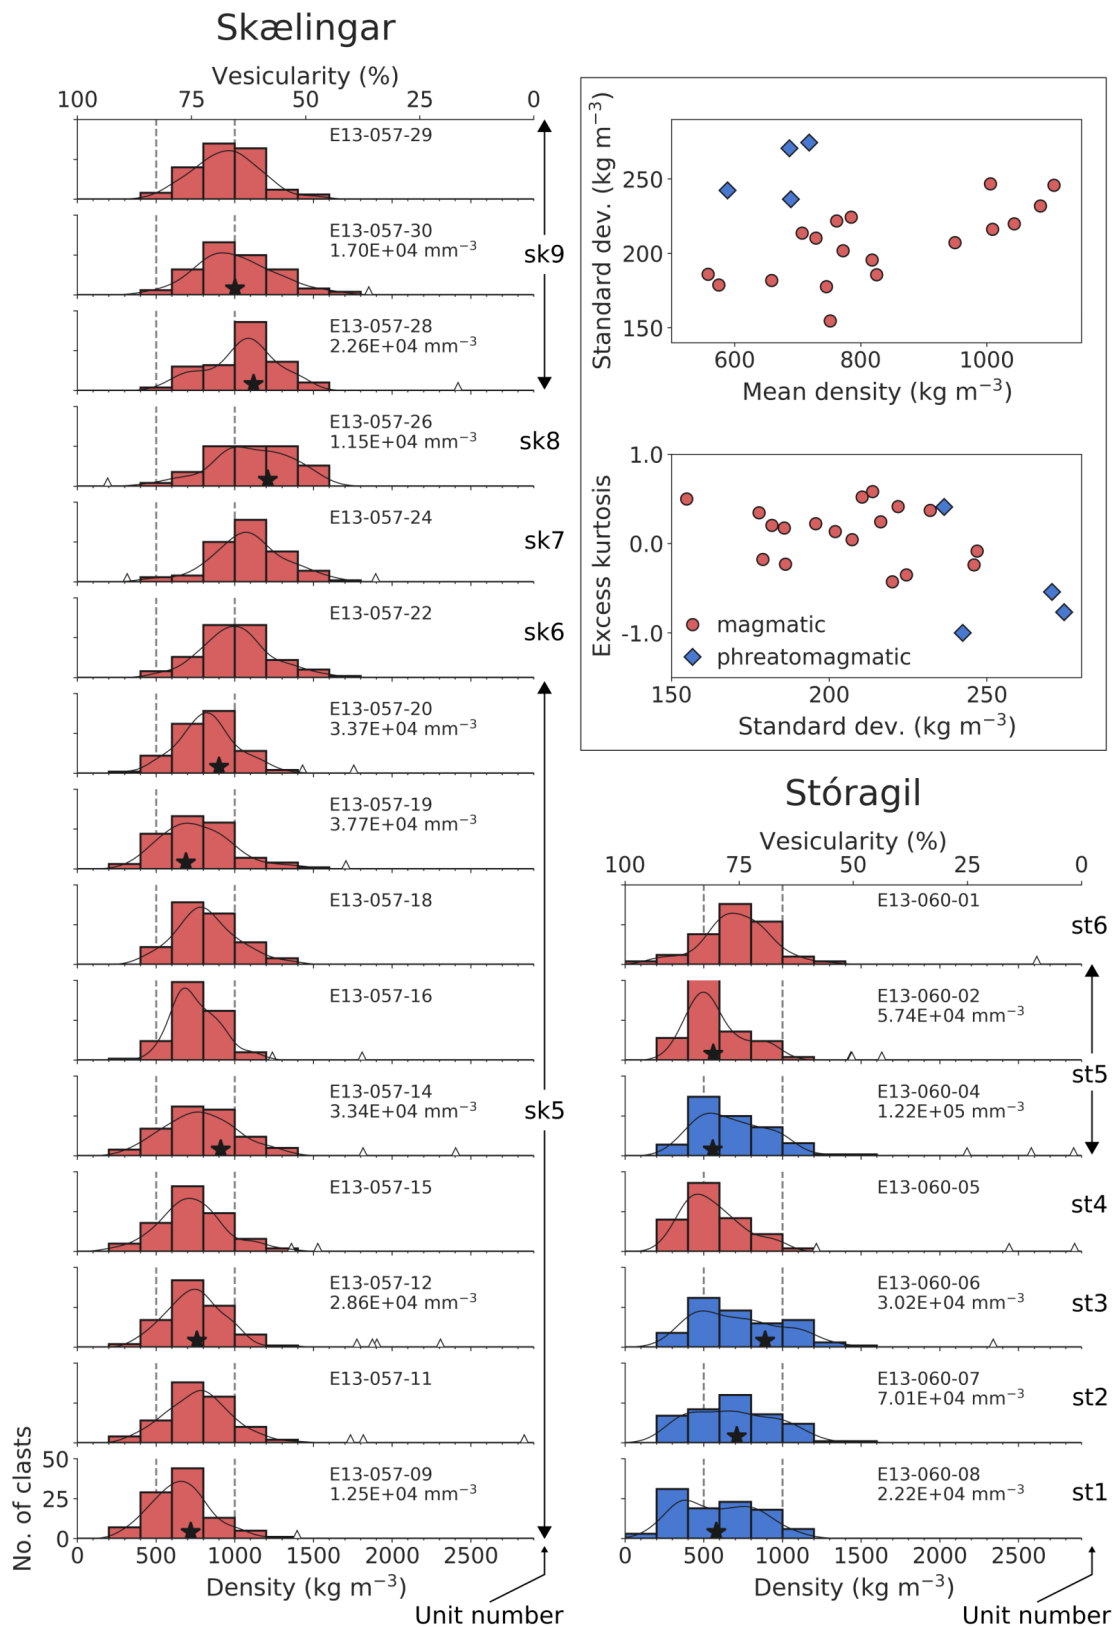 Skælingar
Vesicularity (%)
100 75 50 25 0
E13-057-29
E13-057-30
1.70E+04 mm⁻³
sk9
E13-057-28
2.26E+04 mm⁻³
E13-057-26
1.15E+04 mm⁻³
sk8
E13-057-24
sk7
E13-057-22
sk6
E13-057-20
3.37E+04 mm⁻³
E13-057-19
3.77E+04 mm⁻³
E13-057-18
E13-057-16
E13-057-14
3.34E+04 mm⁻³
sk5
E13-057-15
E13-057-12
2.86E+04 mm⁻³
E13-057-11
E13-057-09
1.25E+04 mm⁻³
No. of clasts
50
25
0
0 500 1000 1500 2000 2500
Density (kg m⁻³)
Unit number
Standard dev. (kg m⁻³)
250
200
150
600 800 1000
Mean density (kg m⁻³)
Excess kurtosis
1.0
0.0
-1.0
magmatic
phreatomagmatic
150 200 250
Standard dev. (kg m⁻³)
Stóragil
Vesicularity (%)
100 75 50 25 0
E13-060-01
st6
E13-060-02
5.74E+04 mm⁻³
st5
E13-060-04
1.22E+05 mm⁻³
E13-060-05
st4
E13-060-06
3.02E+04 mm⁻³
st3
E13-060-07
7.01E+04 mm⁻³
st2
E13-060-08
2.22E+04 mm⁻³
st1
0 500 1000 1500 2000 2500
Density (kg m⁻³)
Unit number